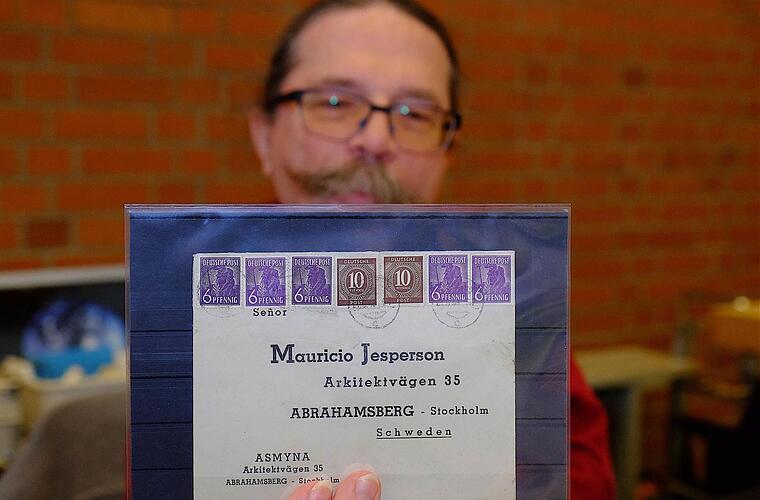 DEUTSCHE POST DEUTSCHE POST DEUTSCHE POST DEUTSCHE DEUTSCHE DEUTSCHE POST DEUTSCHE POST
10 10
6 PFENNIG 6 PFENNIG 6 PFENNIG POST POST 6 PFENNIG 6 PFENNIG
Señor
Mauricio Jesperson
Arkitektvägen 35
ABRAHAMSBERG - Stockholm
Schweden
ASMYNA
Arkitektvägen 35
ABRAHAMSBERG - Stockholm